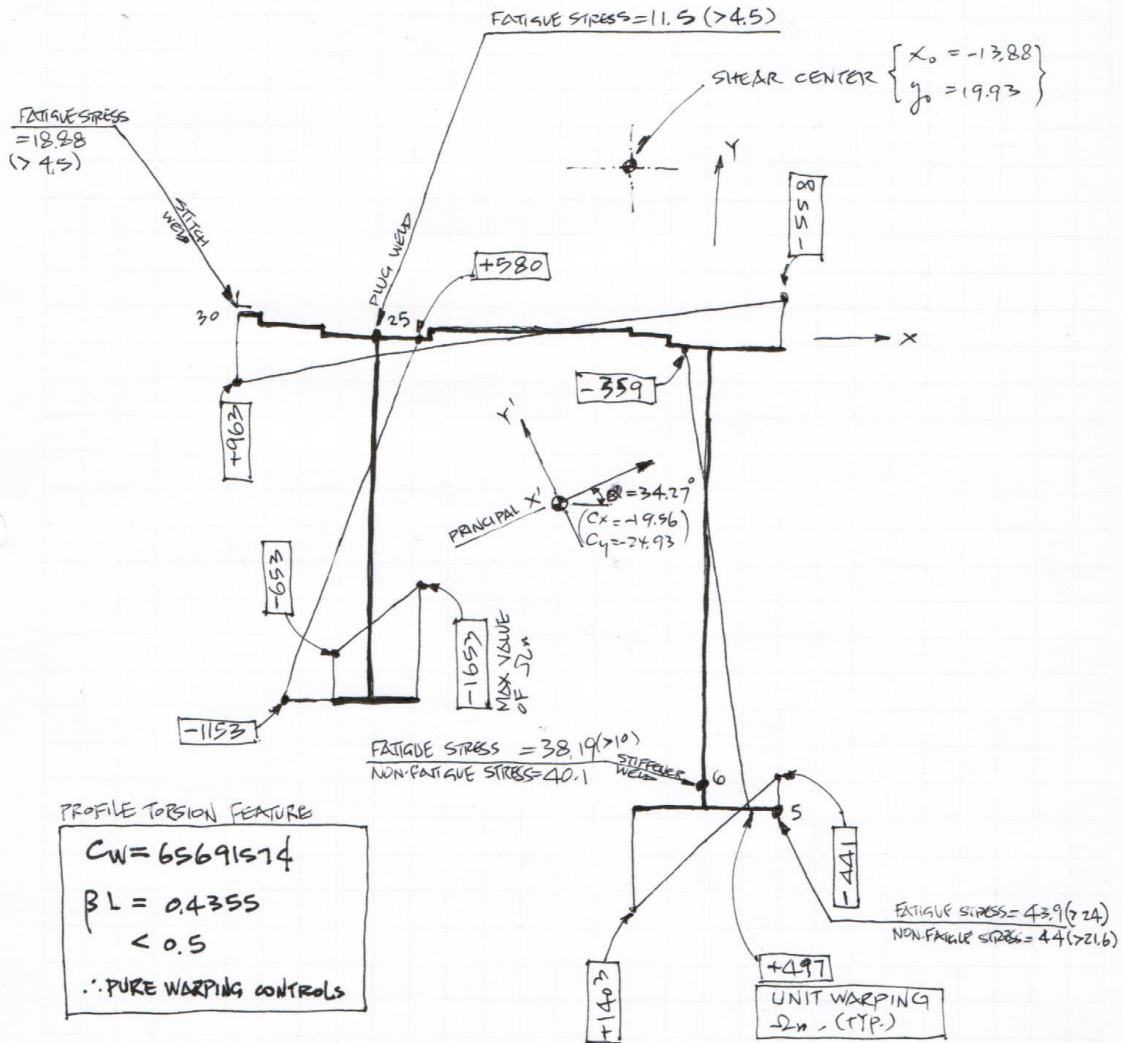 FATIGUE STRESS=11.5 (>4.5)
SHEAR CENTER { x₀ = -13.88
y₀ = 19.93 }
FATIGUE STRESS
=18.88
(>4.5)
STITCH
WELD
PLUG WELD
Y
-558
+580
30
25
X
-359
+963
Y'
PRINCIPAL X'
=34.27°
(Cx=-19.56
Cy=-24.93)
-653
-1653
MAX VALUE
OF Ωn
-1153
FATIGUE STRESS =38.19(>10)
NON-FATIGUE STRESS=40.1
STIFFENER
WELD
6
5
PROFILE TORSION FEATURE
CW= 65691574
βL = 0.4355
< 0.5
∴PURE WARPING CONTROLS
-441
FATIGUE STRESS= 43.9(>24)
NON-FATIGUE STRESS=44(>21.6)
+1403
+497
UNIT WARPING
Ωn. (TYP.)